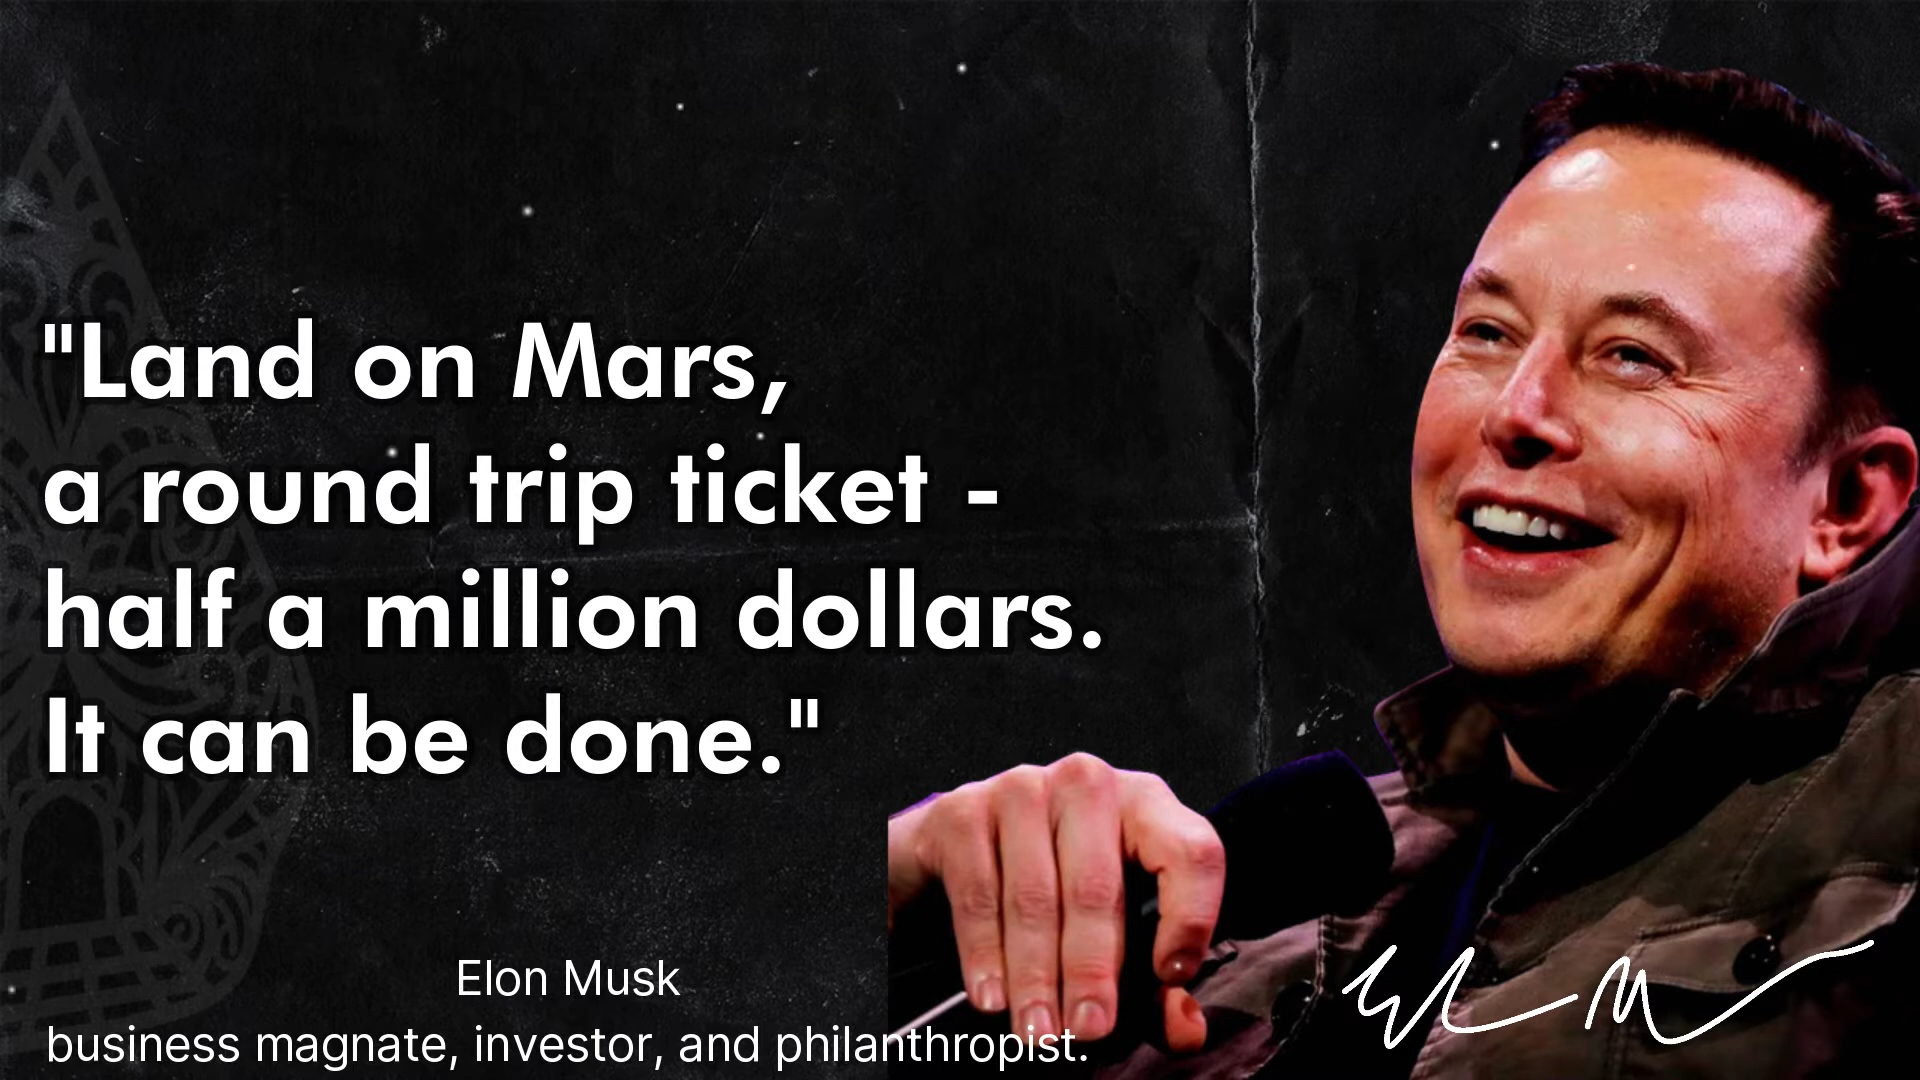 "Land on Mars,
a round trip ticket -
half a million dollars.
It can be done."
Elon Musk
business magnate, investor, and philanthropist.